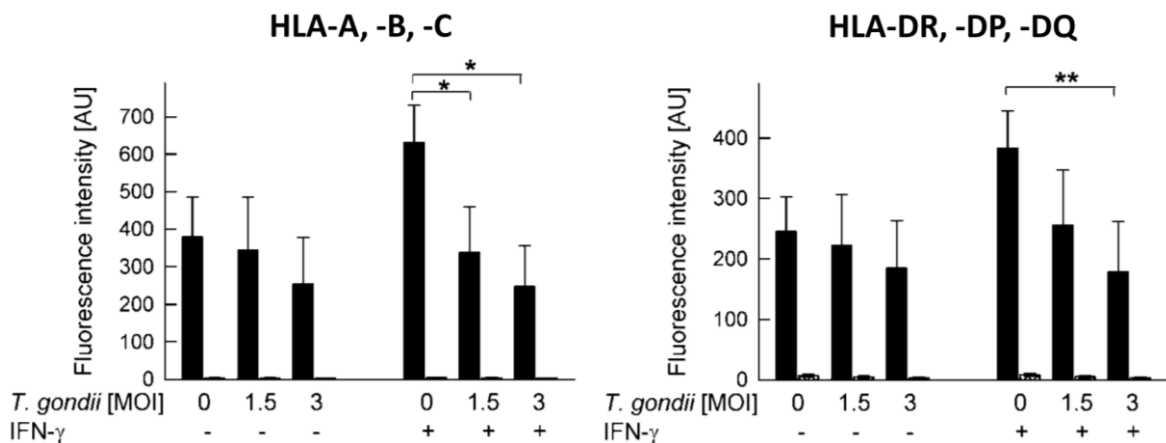 HLA-A, -B, -C
Fluorescence intensity [AU]
700
600
500
400
300
200
100
0
*
*
T. gondii [MOI] 0 1.5 3 0 1.5 3
IFN-γ - - - + + +
HLA-DR, -DP, -DQ
Fluorescence intensity [AU]
400
300
200
100
0
**
T. gondii [MOI] 0 1.5 3 0 1.5 3
IFN-γ - - - + + +